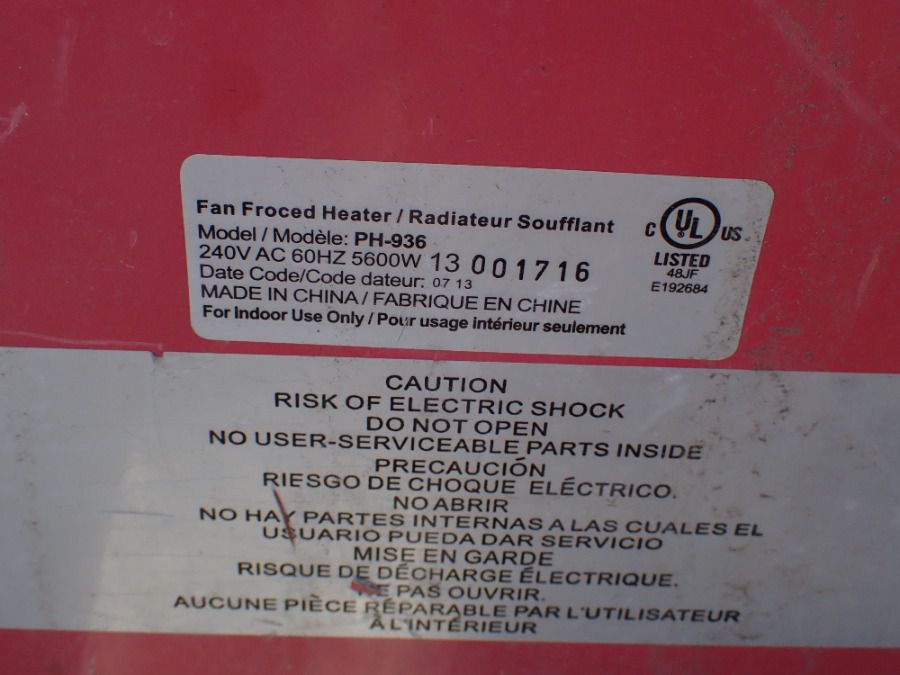 Fan Froced Heater / Radiateur Soufflant
Model / Modèle: PH-936
240V AC 60HZ 5600W 13 001716
Date Code/Code dateur: 07 13
MADE IN CHINA / FABRIQUE EN CHINE
For Indoor Use Only / Pour usage intérieur seulement
C UL US
LISTED
48JF
E192684
CAUTION
RISK OF ELECTRIC SHOCK
DO NOT OPEN
NO USER-SERVICEABLE PARTS INSIDE
PRECAUCIÓN
RIESGO DE CHOQUE ELÉCTRICO.
NO ABRIR
NO HAY PARTES INTERNAS A LAS CUALES EL
USUARIO PUEDA DAR SERVICIO
MISE EN GARDE
RISQUE DE DÉCHARGE ÉLECTRIQUE.
NE PAS OUVRIR.
AUCUNE PIÈCE RÉPARABLE PAR L'UTILISATEUR
À L'INTÉRIEUR